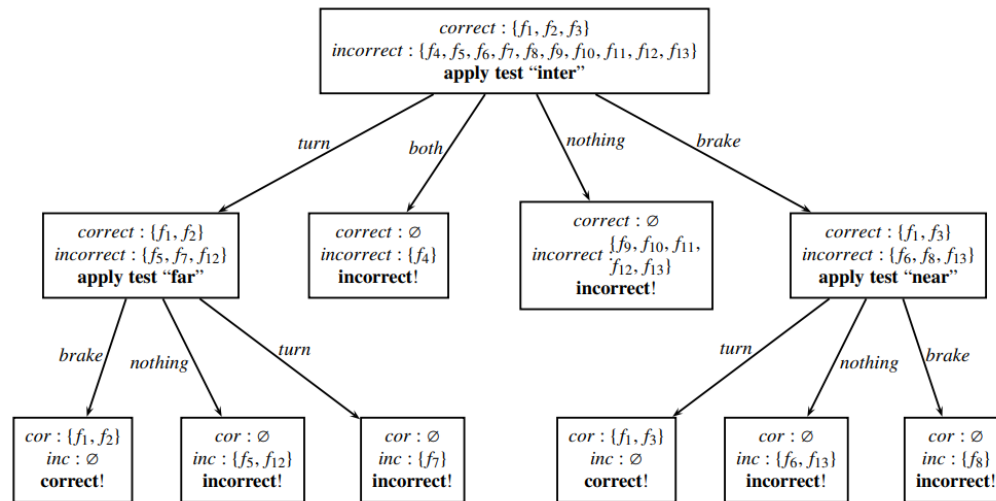 correct : {f₁, f₂, f₃}
incorrect : {f₄, f₅, f₆, f₇, f₈, f₉, f₁₀, f₁₁, f₁₂, f₁₃}
apply test “inter”
turn
both
nothing
brake
correct : {f₁, f₂}
incorrect : {f₅, f₇, f₁₂}
apply test “far”
correct : ∅
incorrect : {f₄}
incorrect!
correct : ∅
incorrect : {f₉, f₁₀, f₁₁,
f₁₂, f₁₃}
incorrect!
correct : {f₁, f₃}
incorrect : {f₆, f₈, f₁₃}
apply test “near”
brake
nothing
turn
turn
nothing
brake
cor : {f₁, f₂}
inc : ∅
correct!
cor : ∅
inc : {f₅, f₁₂}
incorrect!
cor : ∅
inc : {f₇}
incorrect!
cor : {f₁, f₃}
inc : ∅
correct!
cor : ∅
inc : {f₆, f₁₃}
incorrect!
cor : ∅
inc : {f₈}
incorrect!